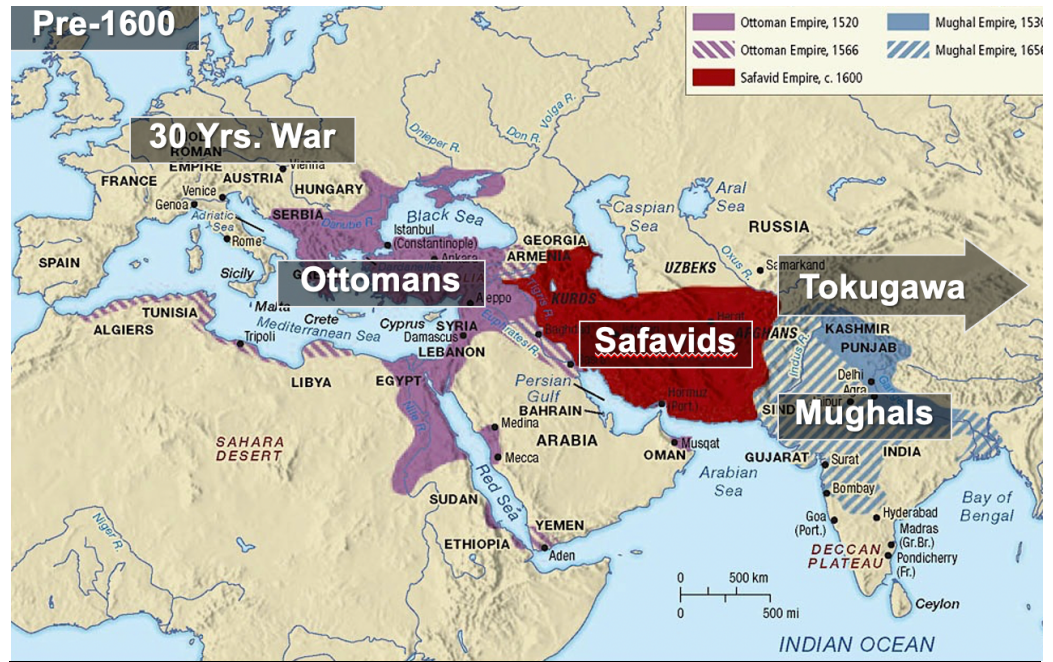 Pre-1600
Ottoman Empire, 1520
Ottoman Empire, 1566
Safavid Empire, c. 1600
Mughal Empire, 1530
Mughal Empire, 1656
30 Yrs. War
ROMAN
EMPIRE
Vienna
FRANCE
AUSTRIA
HUNGARY
Venice
Genoa
Adriatic
Sea
SERBIA
Danube R.
Rome
SPAIN
Sicily
Dnieper R.
Don R.
Volga R.
Black Sea
Istanbul
(Constantinople)
Ankara
Caspian
Sea
Aral
Sea
RUSSIA
GEORGIA
ARMENIA
UZBEKS
Oxus R.
Samarkand
Tokugawa
Ottomans
KURDS
Tigris R.
Aleppo
Malta
Crete
Cyprus
SYRIA
Mediterranean Sea
Damascus
LEBANON
Euphrates R.
Baghdad
Safavids
Herat
AFGHANS
Indus R.
KASHMIR
PUNJAB
Delhi
Agra
TUNISIA
ALGIERS
Tripoli
LIBYA
EGYPT
Nile R.
Persian
Gulf
Hormuz
(Port.)
BAHRAIN
SIND
Mughals
Medina
Mecca
ARABIA
OMAN
Musqat
GUJARAT
Surat
INDIA
SAHARA
DESERT
Red Sea
Arabian
Sea
Bombay
Bay of
Bengal
SUDAN
YEMEN
ETHIOPIA
Aden
Niger R.
Goa
(Port.)
Hyderabad
Madras
(Gr.Br.)
DECCAN
PLATEAU
Pondicherry
(Fr.)
Ceylon
0 500 km
0 500 mi
INDIAN OCEAN